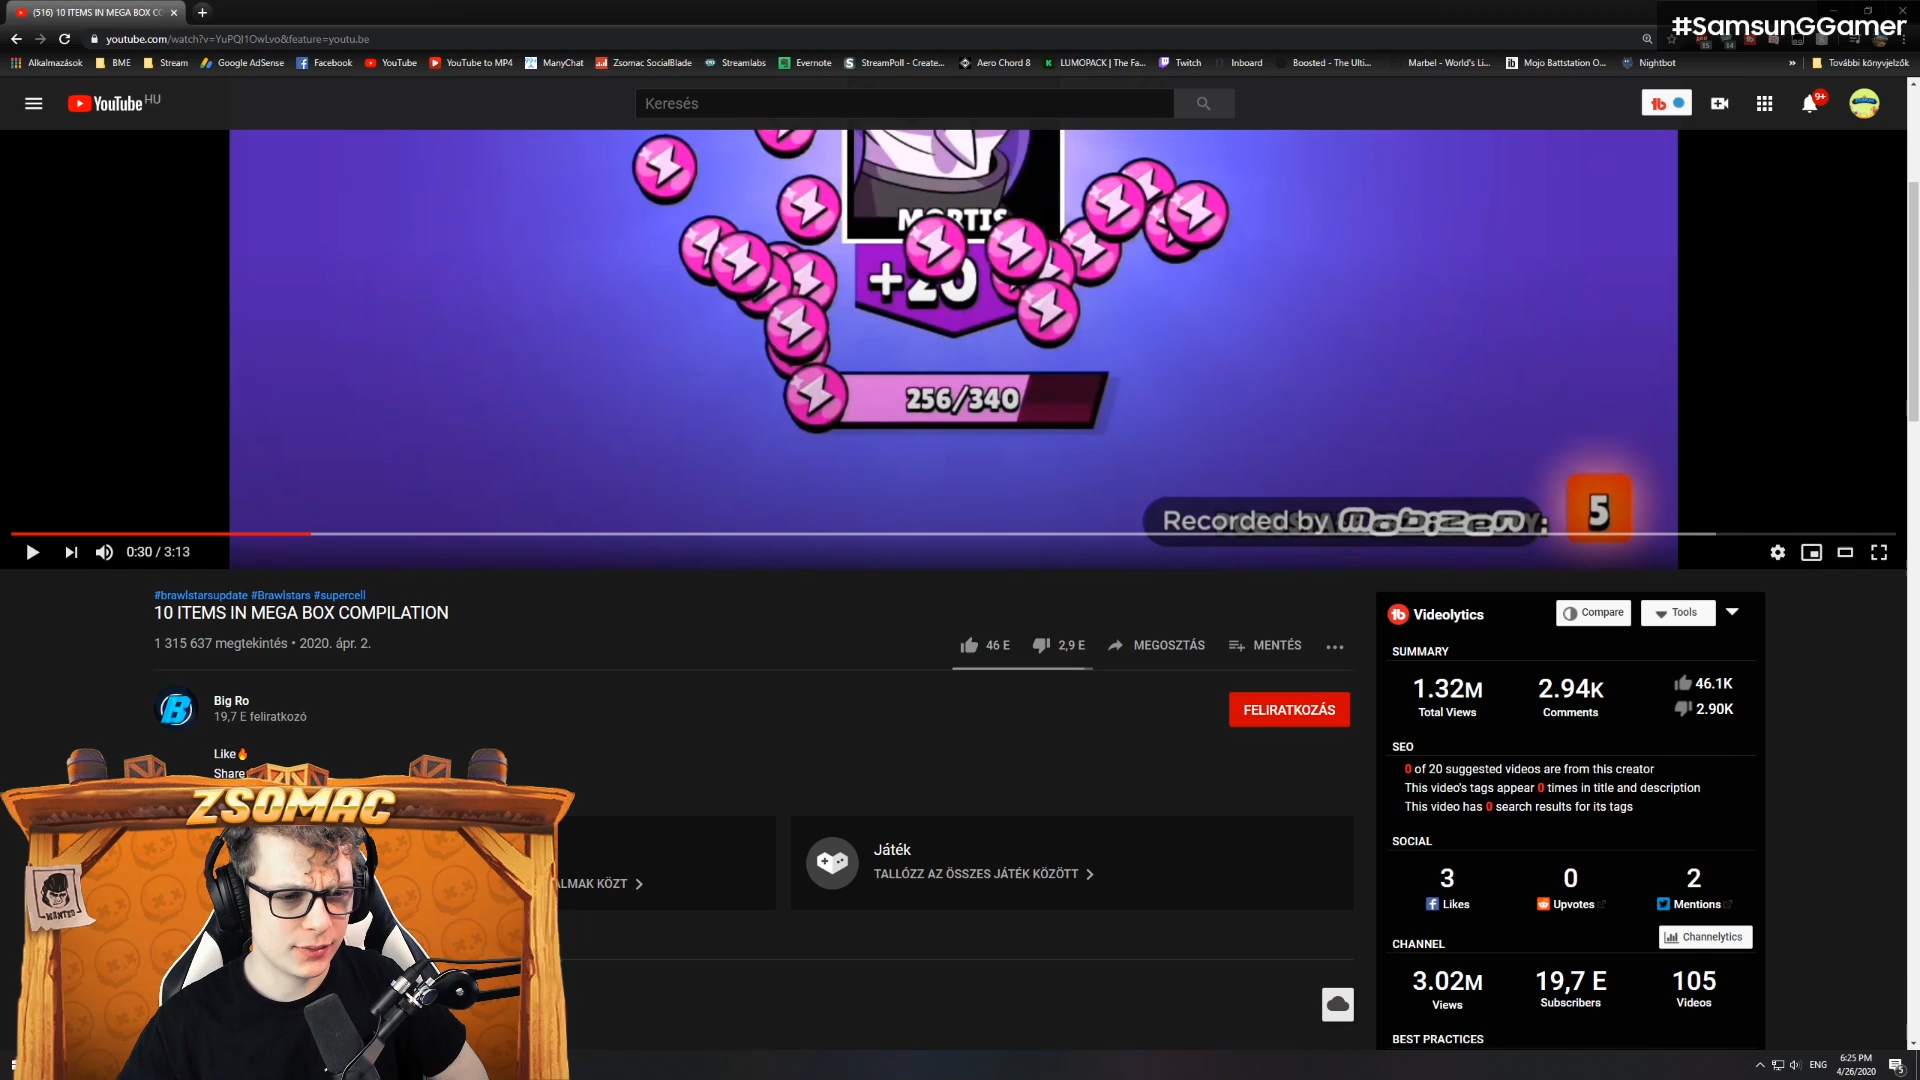 (516) 10 ITEMS IN MEGA BOX CO
#SamsunGGamer
youtube.com/watch?v=YuPQI1OwLvo&feature=youtu.be
Alkalmazások BME Stream Google AdSense Facebook YouTube YouTube to MP4 ManyChat Zsomac SocialBlade Streamlabs Evernote StreamPoll - Create... Aero Chord 8 LUMOPACK | The Fa... Twitch Inboard Boosted - The Ulti... Marbel - World's Li... Mojo Battstation O... Nightbot » További könyvjelzők
YouTube HU
Keresés
9+
MORTIS
+20
256/340
Recorded by Mobizen
5
0:30 / 3:13
#brawlstarsupdate #Brawlstars #supercell
10 ITEMS IN MEGA BOX COMPILATION
1 315 637 megtekintés • 2020. ápr. 2.
46 E 2,9 E MEGOSZTÁS MENTÉS
Big Ro
19,7 E feliratkozó
FELIRATKOZÁS
Like🔥
Share
ZSOMAC
WANTED
LMAK KÖZT
Játék
TALLÓZZ AZ ÖSSZES JÁTÉK KÖZÖTT
Videolytics
Compare
Tools
SUMMARY
1.32M
Total Views
2.94K
Comments
46.1K
2.90K
SEO
0 of 20 suggested videos are from this creator
This video's tags appear 0 times in title and description
This video has 0 search results for its tags
SOCIAL
3
Likes
0
Upvotes
2
Mentions
CHANNEL
Channelytics
3.02M
Views
19,7 E
Subscribers
105
Videos
BEST PRACTICES
ENG
6:25 PM
4/26/2020
5